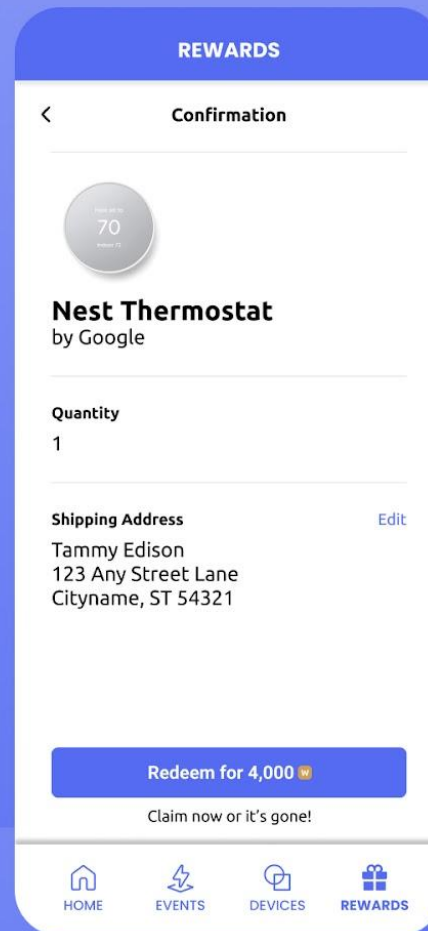 REWARDS
Confirmation
70
Nest Thermostat
by Google
Quantity
1
Shipping Address
Edit
Tammy Edison
123 Any Street Lane
Cityname, ST 54321
Redeem for 4,000 W
Claim now or it's gone!
HOME
EVENTS
DEVICES
REWARDS